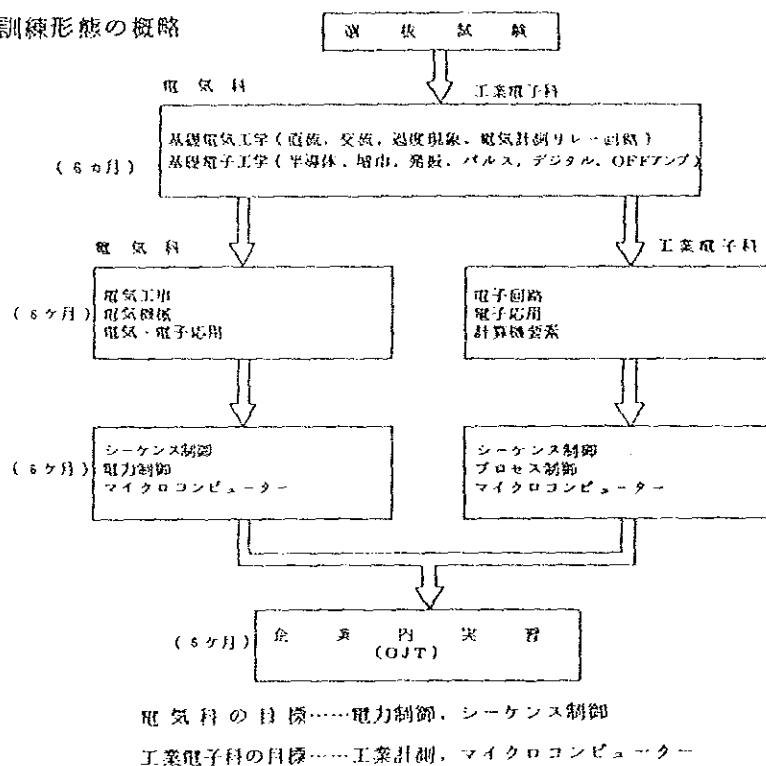 訓練形態の概略
選抜試験
電気科
工業電子科
基礎電気工学(直流,交流,過度現象、電気計測リレー回路)
(6カ月)
基礎電子工学(半導体、増巾,発振、パルス,デジタル、OFFアンプ)
電気科
工業電子科
(6ケ月)
電気工事
電気機械
電気・電子応用
電子回路
電子応用
計算機要素
(6ケ月)
シーケンス制御
電力制御
マイクロコンピューター
シーケンス制御
プロセス制御
マイクロコンピューター
(6ケ月)
企業内実習
(OJT)
電気科の目標……電力制御,シーケンス制御
工業電子科の目標……工業計測,マイクロコンピューター